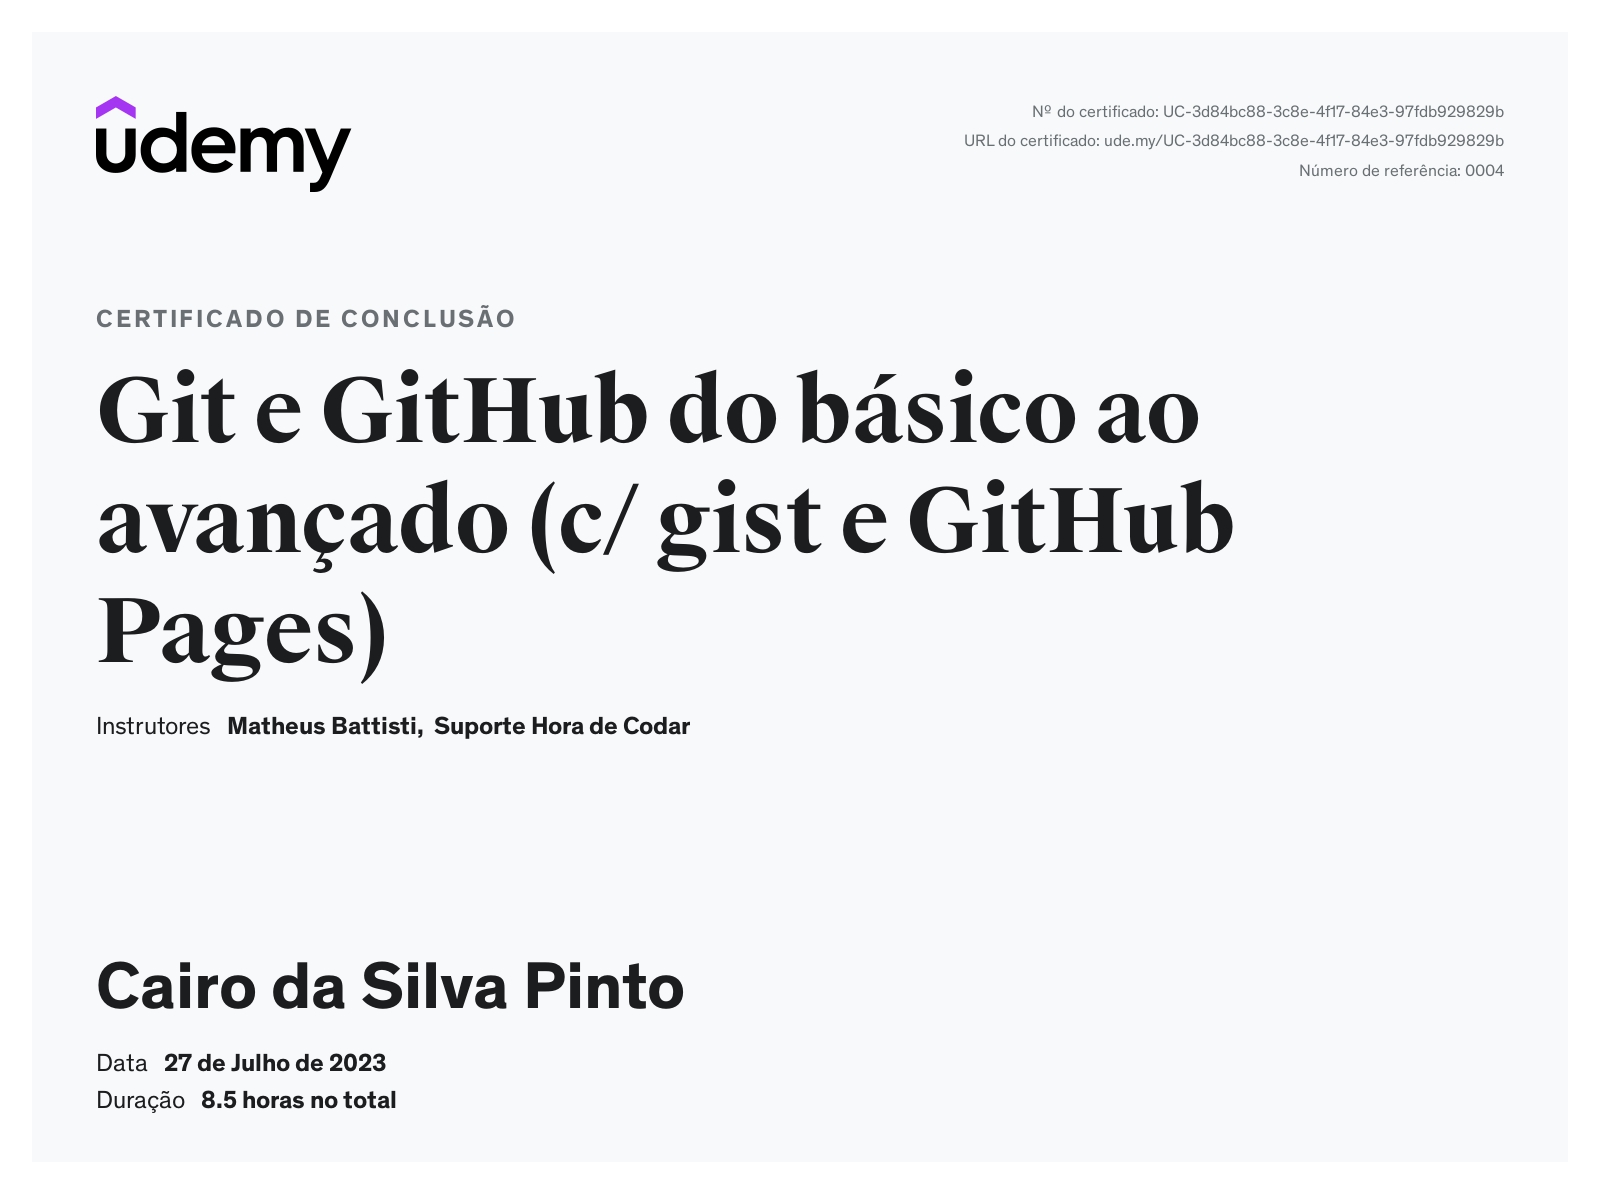 udemy
Nº do certificado: UC-3d84bc88-3c8e-4f17-84e3-97fdb929829b
URL do certificado: ude.my/UC-3d84bc88-3c8e-4f17-84e3-97fdb929829b
Número de referência: 0004
CERTIFICADO DE CONCLUSÃO
Git e GitHub do básico ao
avançado (c/ gist e GitHub
Pages)
Instrutores Matheus Battisti, Suporte Hora de Codar
Cairo da Silva Pinto
Data 27 de Julho de 2023
Duração 8.5 horas no total